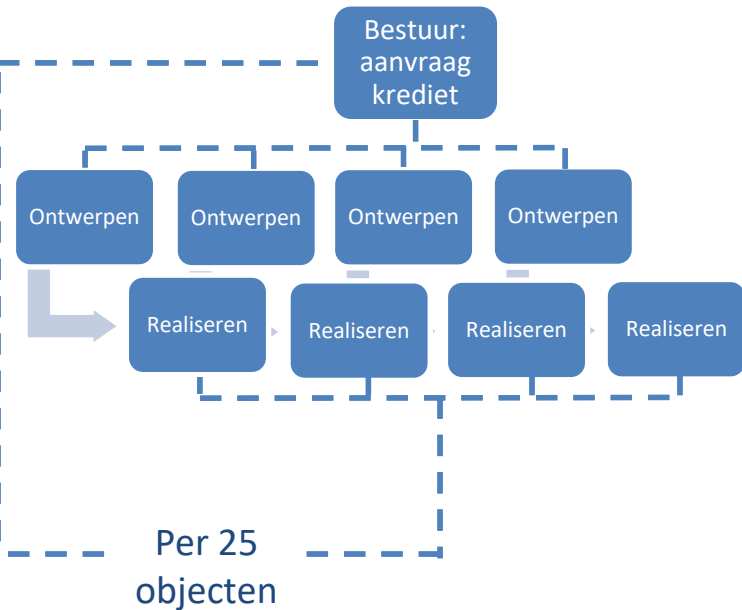 Bestuur:
aanvraag
krediet
Ontwerpen
Ontwerpen
Ontwerpen
Ontwerpen
Realiseren
Realiseren
Realiseren
Realiseren
Per 25
objecten